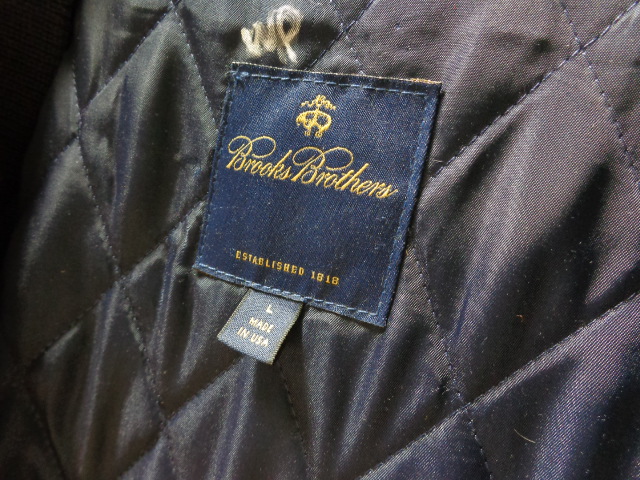 Brooks Brothers
ESTABLISHED 1818
L
MADE
IN USA